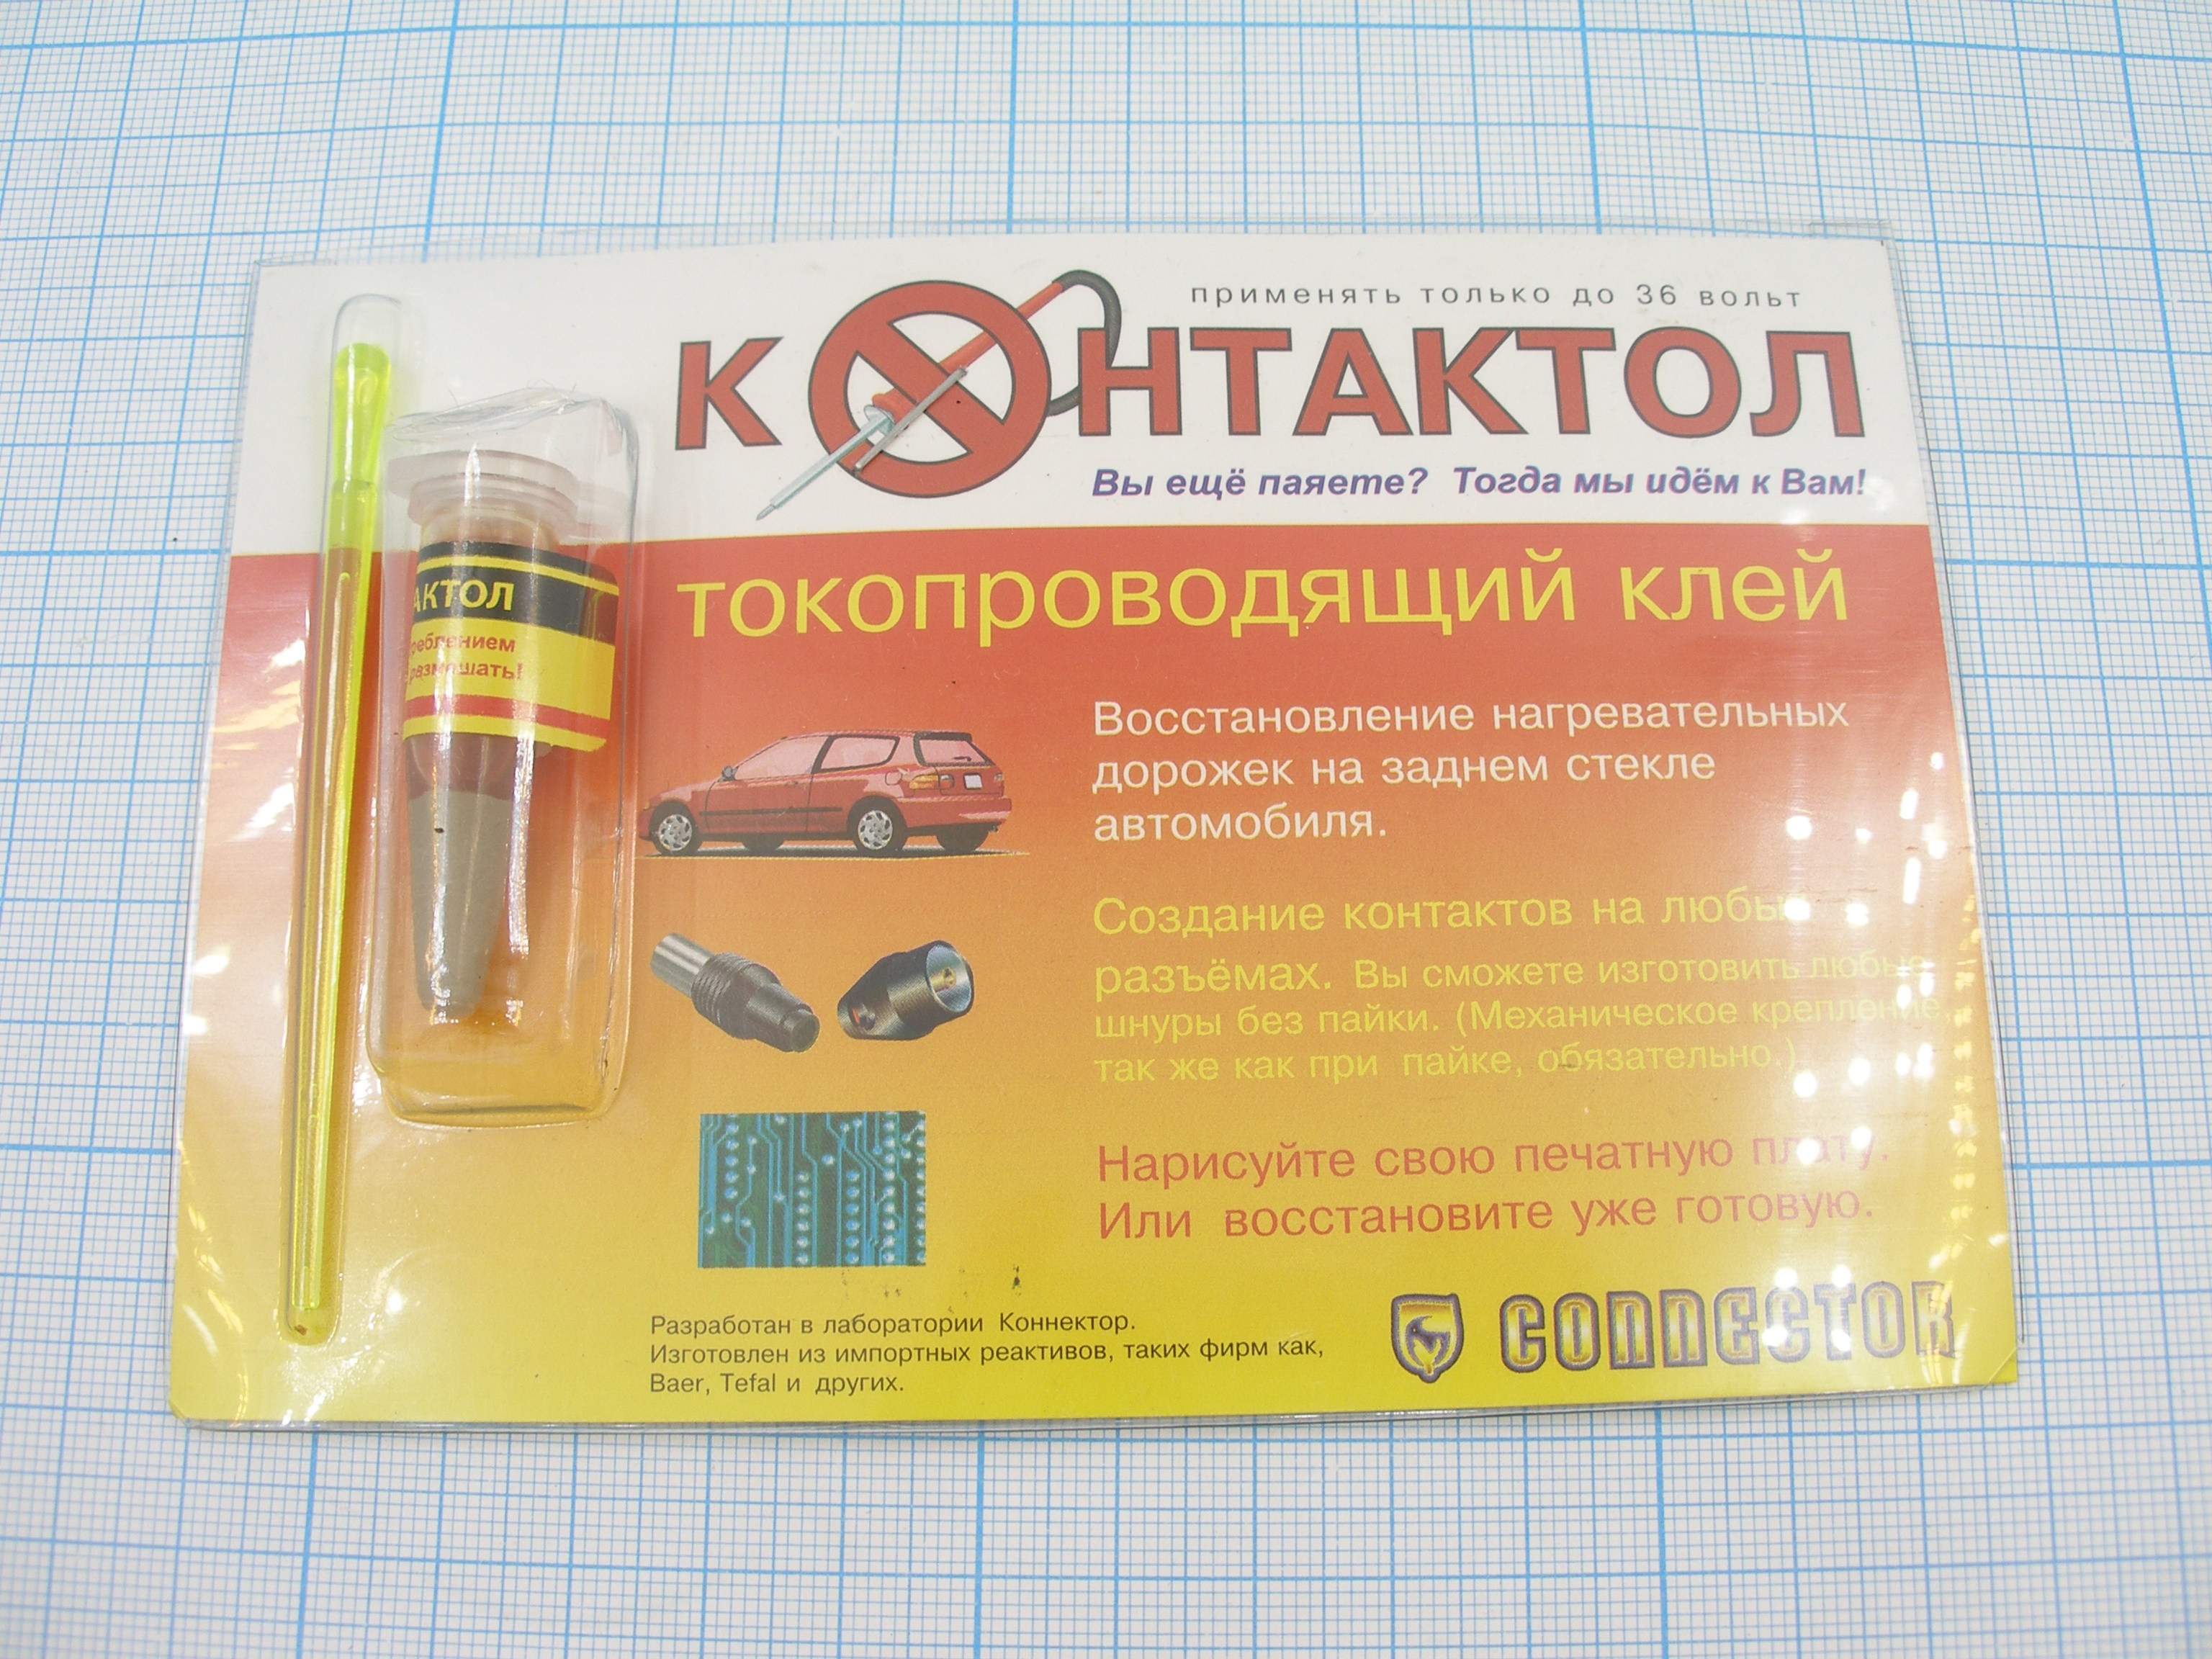 применять только до 36 вольт
КОНТАКТОЛ
Вы ещё паяете? Тогда мы идём к Вам!
токопроводящий клей
АКТОЛ
реблением
размешать!
Восстановление нагревательных
дорожек на заднем стекле
автомобиля.
Создание контактов на любых
разъёмах. Вы сможете изготовить любые
шнуры без пайки. (Механическое крепление,
так же как при пайке, обязательно.)
Нарисуйте свою печатную плату.
Или восстановите уже готовую.
Разработан в лаборатории Коннектор.
Изготовлен из импортных реактивов, таких фирм как,
Baer, Tefal и других.
CONNECTOR